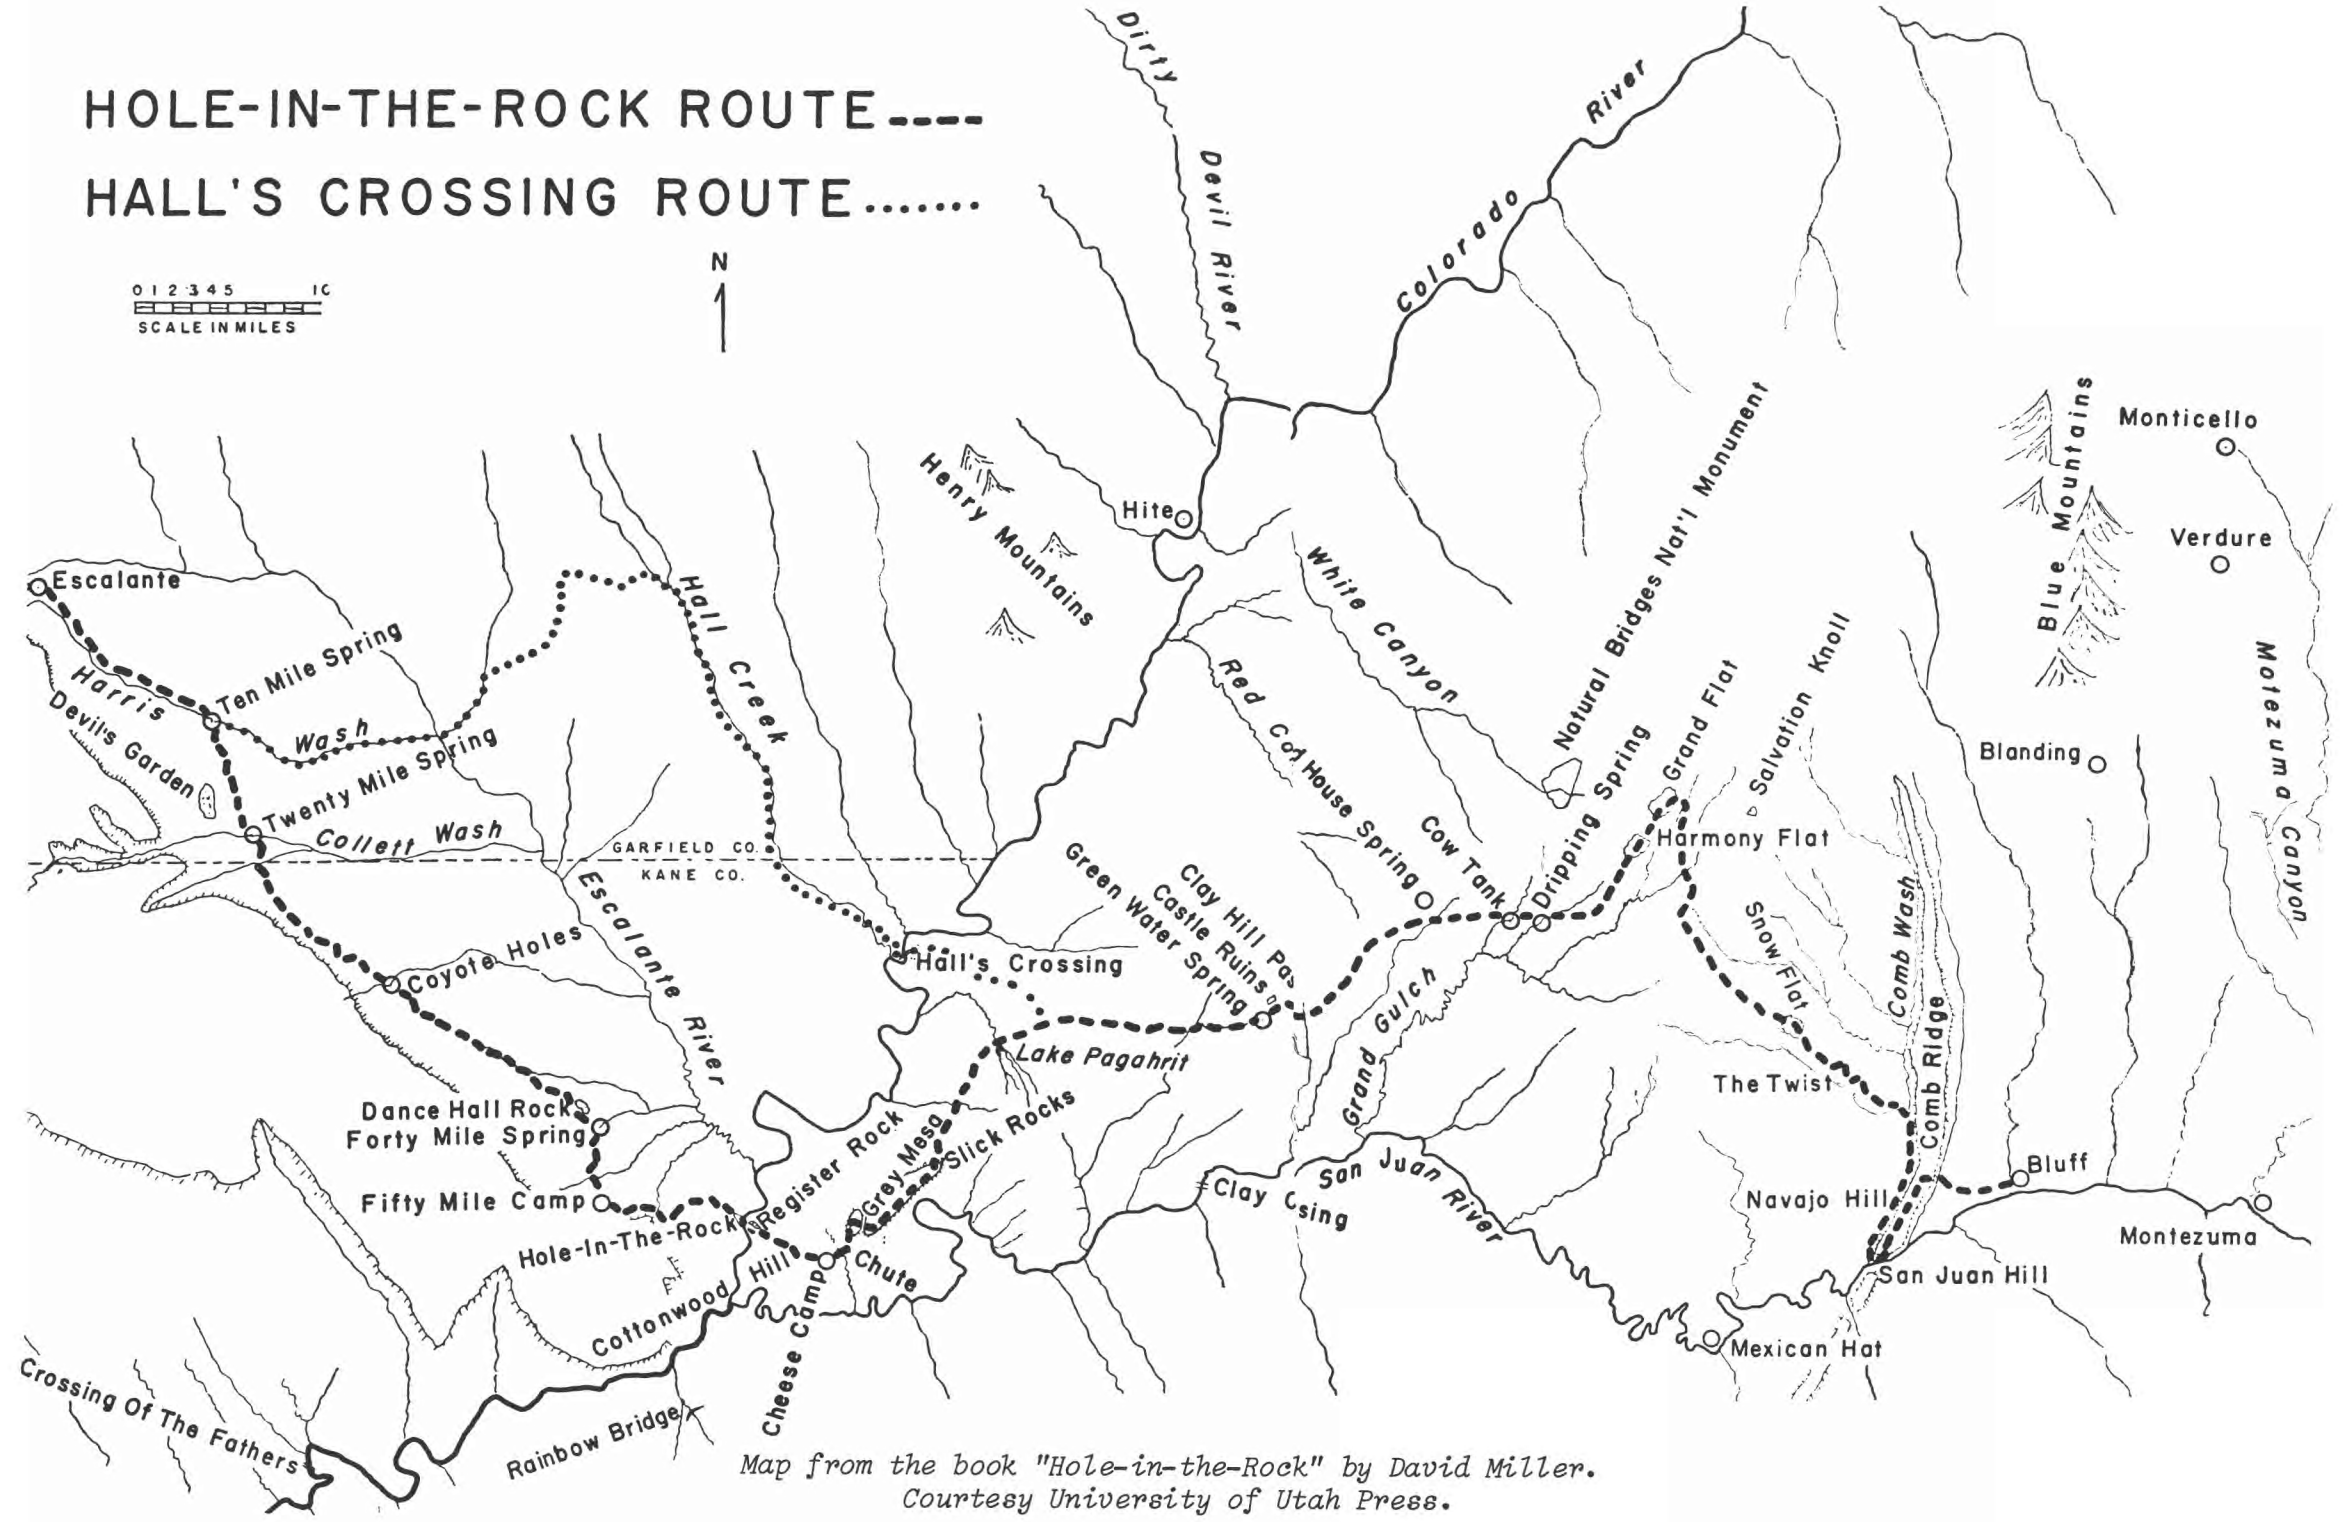 HOLE-IN-THE-ROCK ROUTE
HALL'S CROSSING ROUTE
N
0 1 2 3 4 5 10
SCALE IN MILES
Dirty Devil River
Colorado River
Henry Mountains
Hite
White Canyon
Natural Bridges Nat'l Monument
Blue Mountains
Monticello
Verdure
Blanding
Motezuma Canyon
Escalante
Harris Wash
Ten Mile Spring
Devil's Garden
Twenty Mile Spring
Collett Wash
Hall Creek
GARFIELD CO.
KANE CO.
Escalante River
Coyote Holes
Hall's Crossing
Red House Spring
Cow Tank
Dripping Spring
Grand Flat
Salvation Knoll
Harmony Flat
Clay Hill Pas
Castle Ruins
Green Water Spring
Grand Gulch
Snow Flat
Comb Wash
Comb Ridge
The Twist
Lake Pagahrit
Dance Hall Rock
Forty Mile Spring
Fifty Mile Camp
Hole-In-The-Rock
Register Rock
Grey Mesa
Slick Rocks
Cottonwood Hill
Cheese Camp
Chute
Clay Csing
San Juan River
Navajo Hill
Bluff
Montezuma
San Juan Hill
Mexican Hat
Crossing Of The Fathers
Rainbow Bridge
Map from the book "Hole-in-the-Rock" by David Miller.
Courtesy University of Utah Press.